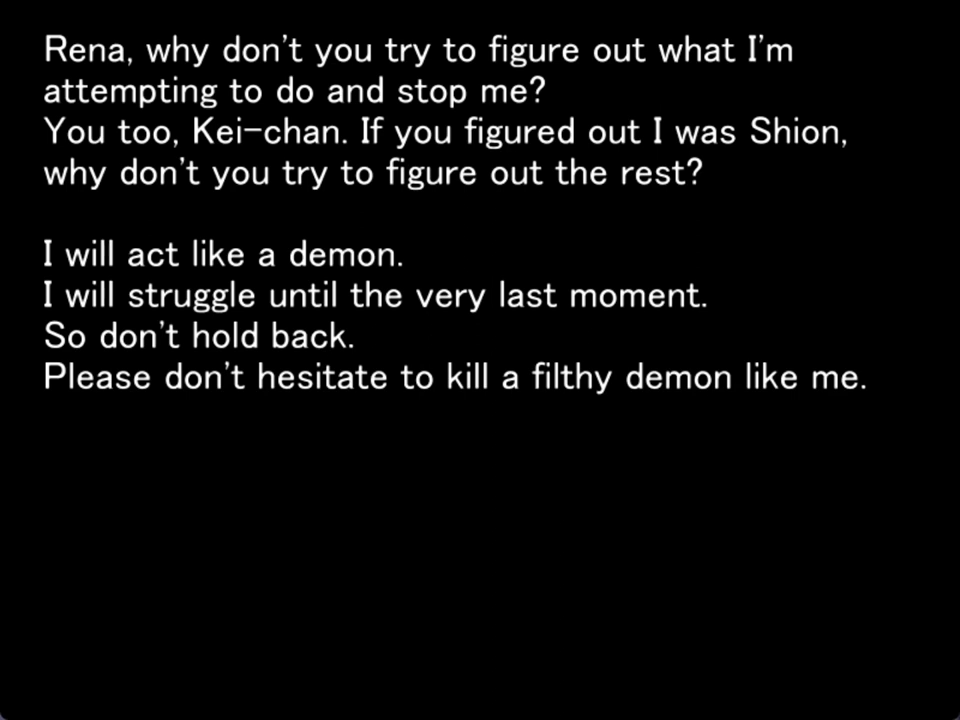 Rena, why don't you try to figure out what I'm
attempting to do and stop me?
You too, Kei-chan. If you figured out I was Shion,
why don't you try to figure out the rest?
I will act like a demon.
I will struggle until the very last moment.
So don't hold back.
Please don't hesitate to kill a filthy demon like me.